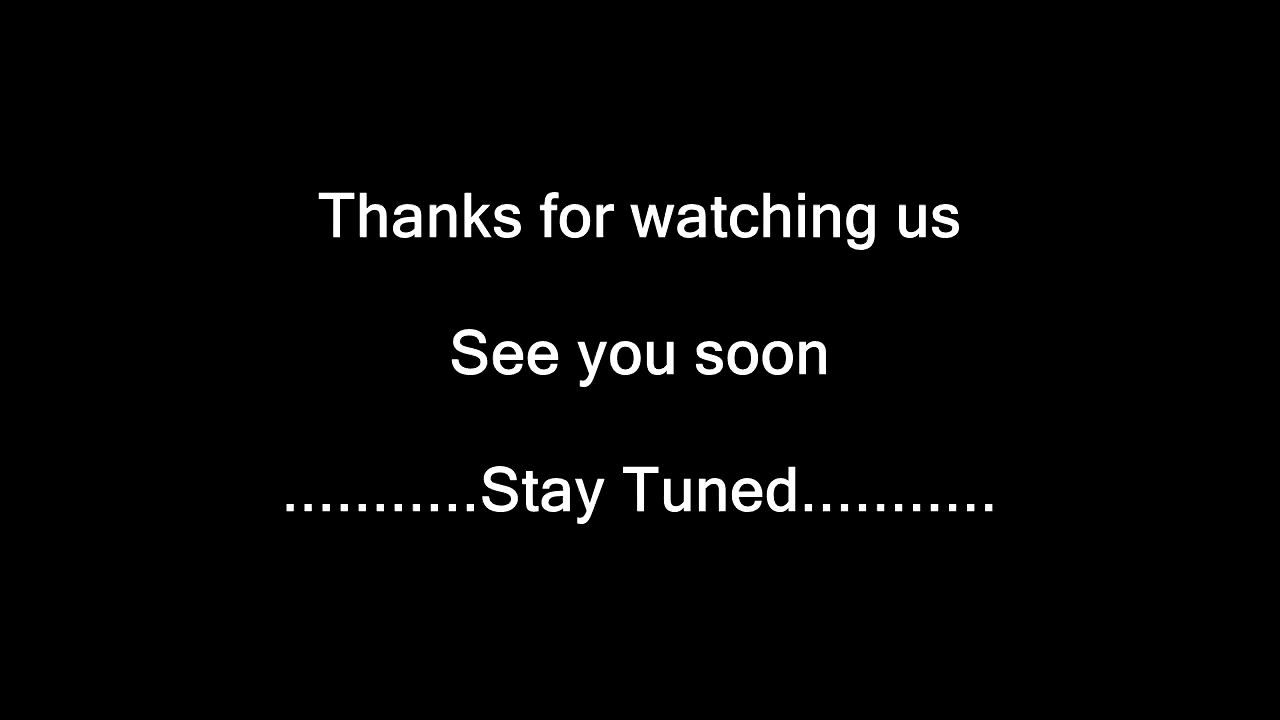 Thanks for watching us
See you soon
...........Stay Tuned...........